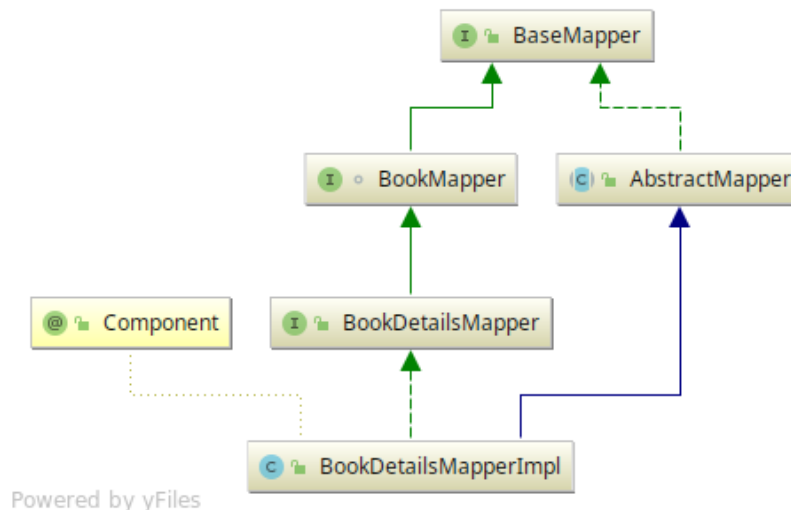 I BaseMapper
I BookMapper
C AbstractMapper
@ Component
I BookDetailsMapper
C BookDetailsMapperImpl
Powered by yFiles